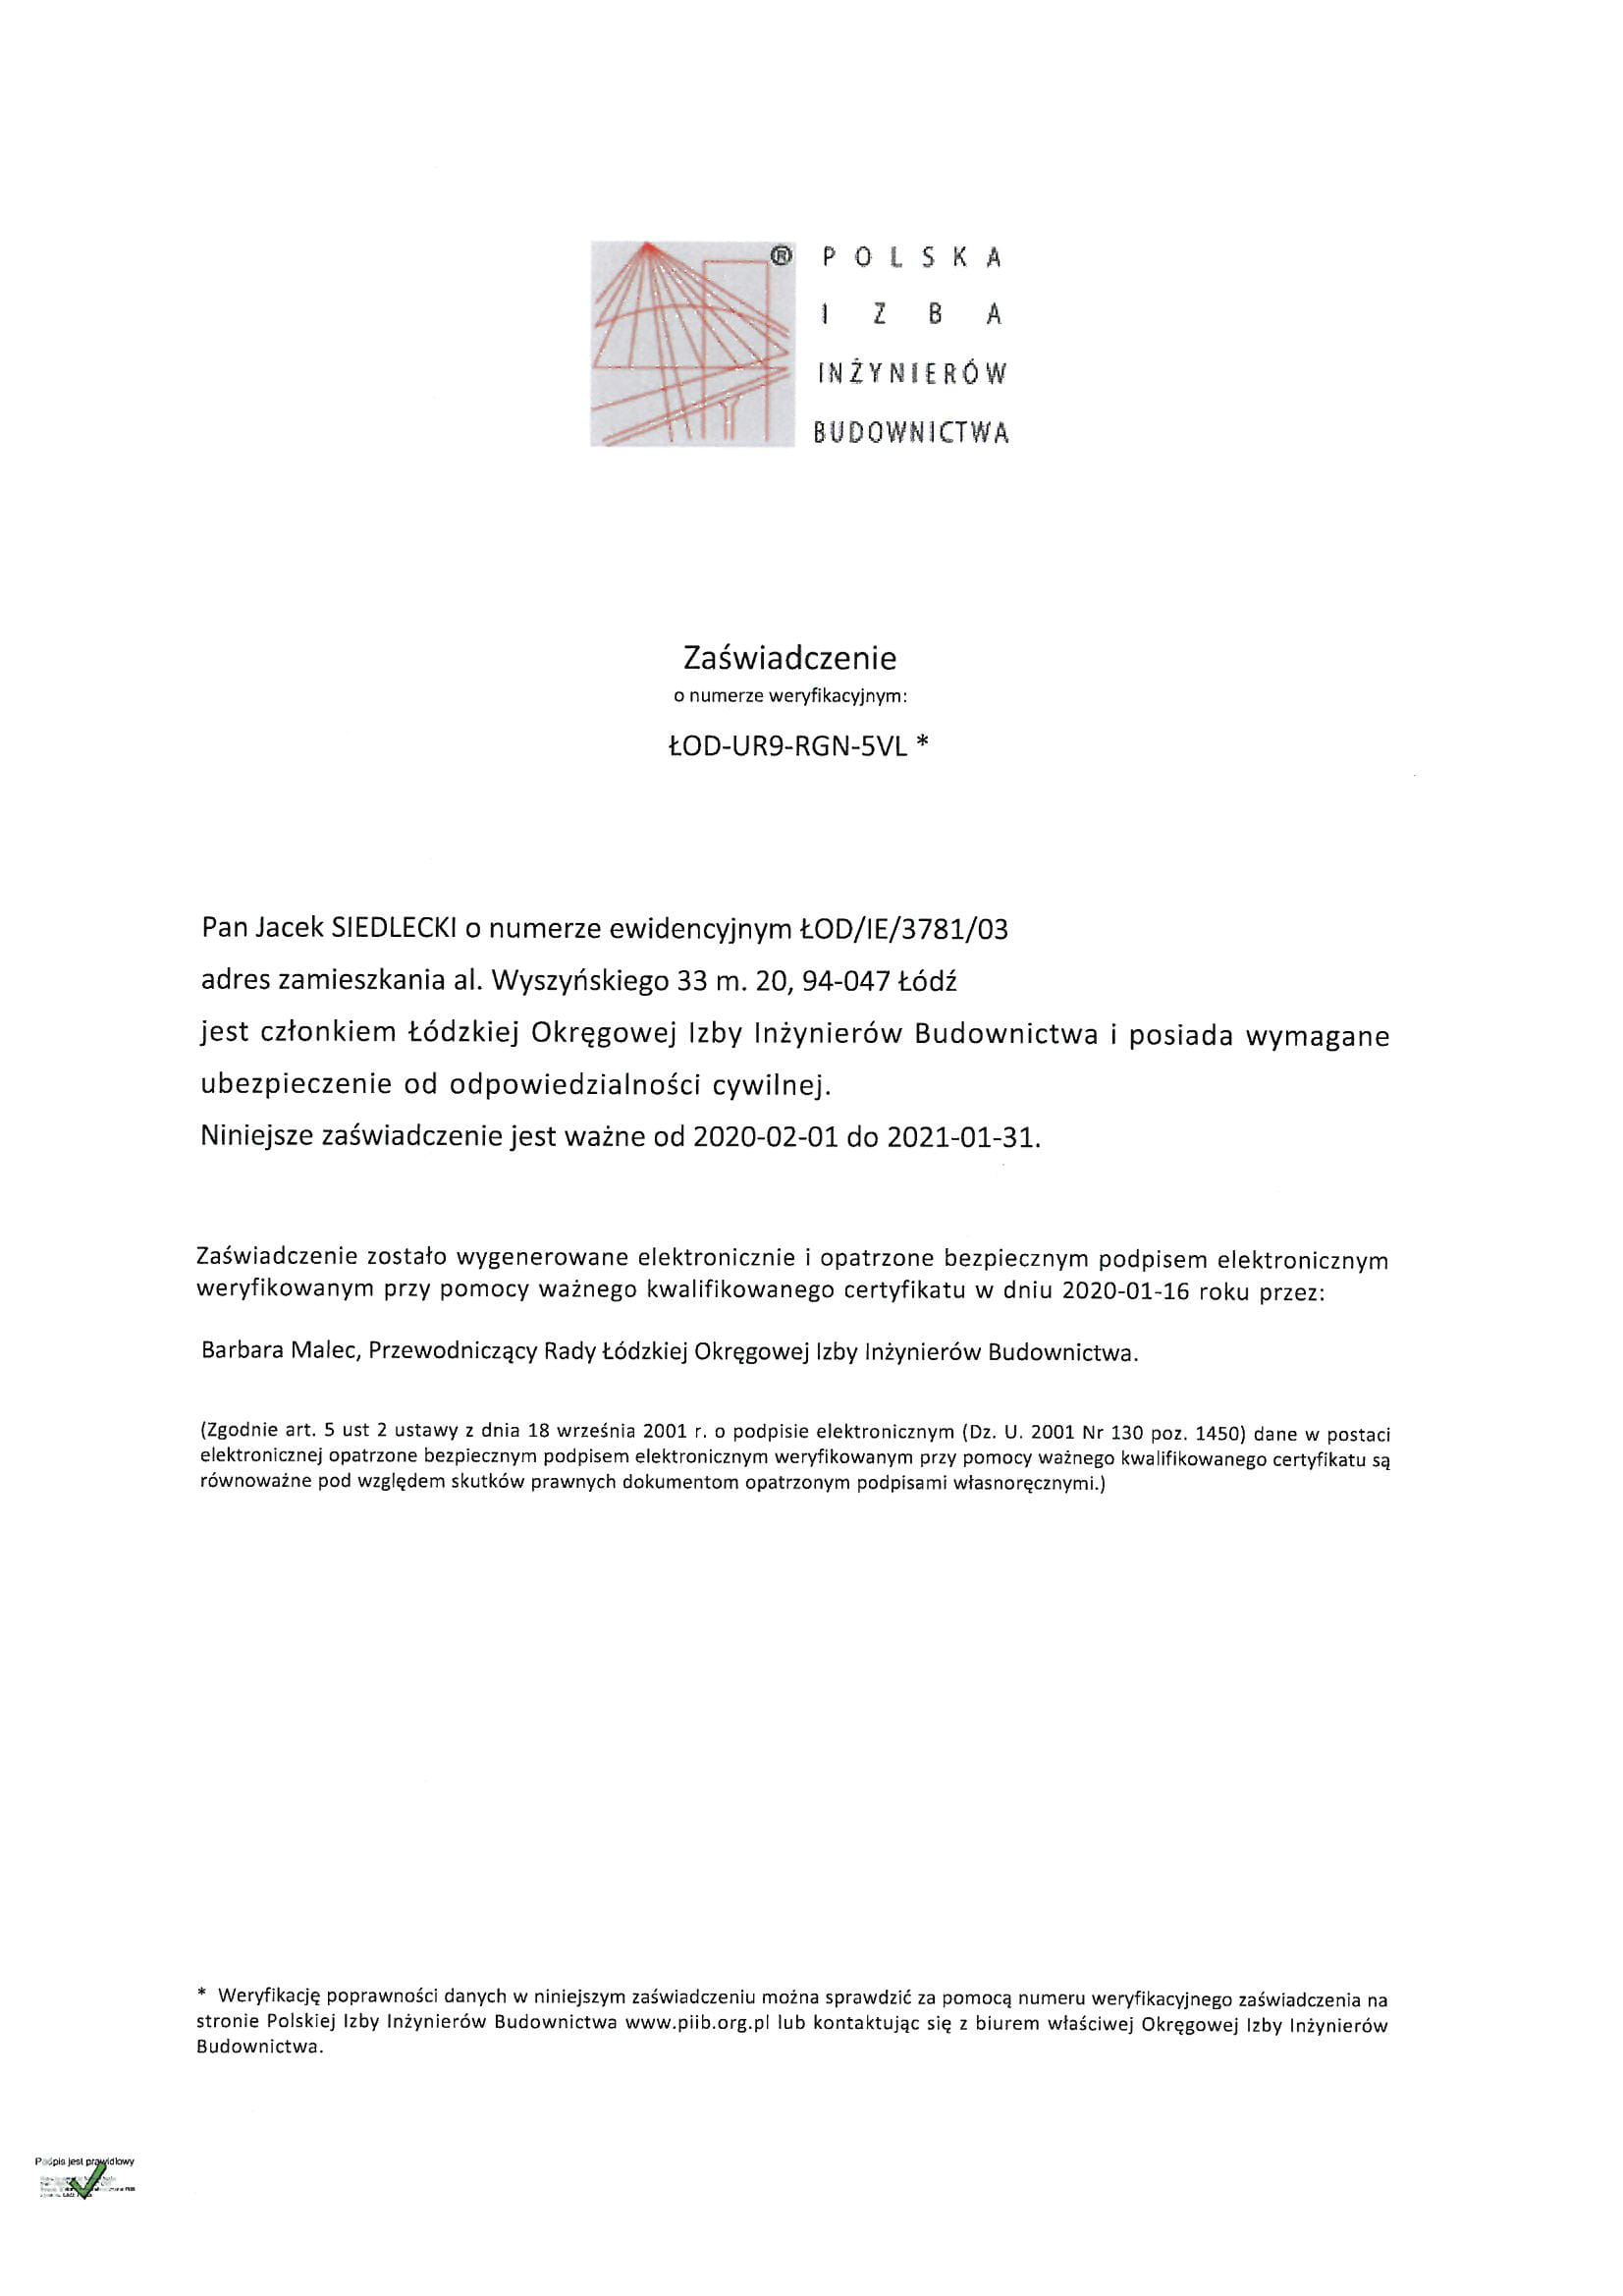 ®
POLSKA
IZBA
INŻYNIERÓW
BUDOWNICTWA
Zaświadczenie
o numerze weryfikacyjnym:
ŁOD-UR9-RGN-5VL *
Pan Jacek SIEDLECKI o numerze ewidencyjnym ŁOD/IE/3781/03
adres zamieszkania al. Wyszyńskiego 33 m. 20, 94-047 Łódź
jest członkiem Łódzkiej Okręgowej Izby Inżynierów Budownictwa i posiada wymagane
ubezpieczenie od odpowiedzialności cywilnej.
Niniejsze zaświadczenie jest ważne od 2020-02-01 do 2021-01-31.
Zaświadczenie zostało wygenerowane elektronicznie i opatrzone bezpiecznym podpisem elektronicznym
weryfikowanym przy pomocy ważnego kwalifikowanego certyfikatu w dniu 2020-01-16 roku przez:
Barbara Malec, Przewodniczący Rady Łódzkiej Okręgowej Izby Inżynierów Budownictwa.
(Zgodnie art. 5 ust 2 ustawy z dnia 18 września 2001 r. o podpisie elektronicznym (Dz. U. 2001 Nr 130 poz. 1450) dane w postaci
elektronicznej opatrzone bezpiecznym podpisem elektronicznym weryfikowanym przy pomocy ważnego kwalifikowanego certyfikatu są
równoważne pod względem skutków prawnych dokumentom opatrzonym podpisami własnoręcznymi.)
* Weryfikację poprawności danych w niniejszym zaświadczeniu można sprawdzić za pomocą numeru weryfikacyjnego zaświadczenia na
stronie Polskiej Izby Inżynierów Budownictwa www.piib.org.pl lub kontaktując się z biurem właściwej Okręgowej Izby Inżynierów
Budownictwa.
Podpis jest prawidłowy